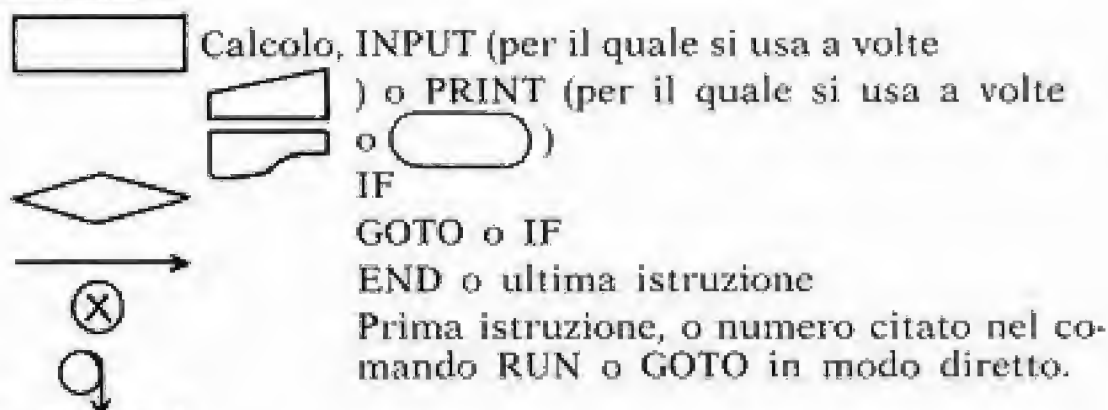 Calcolo, INPUT (per il quale si usa a volte
) o PRINT (per il quale si usa a volte
o )
IF
GOTO o IF
END o ultima istruzione
Prima istruzione, o numero citato nel co-
mando RUN o GOTO in modo diretto.